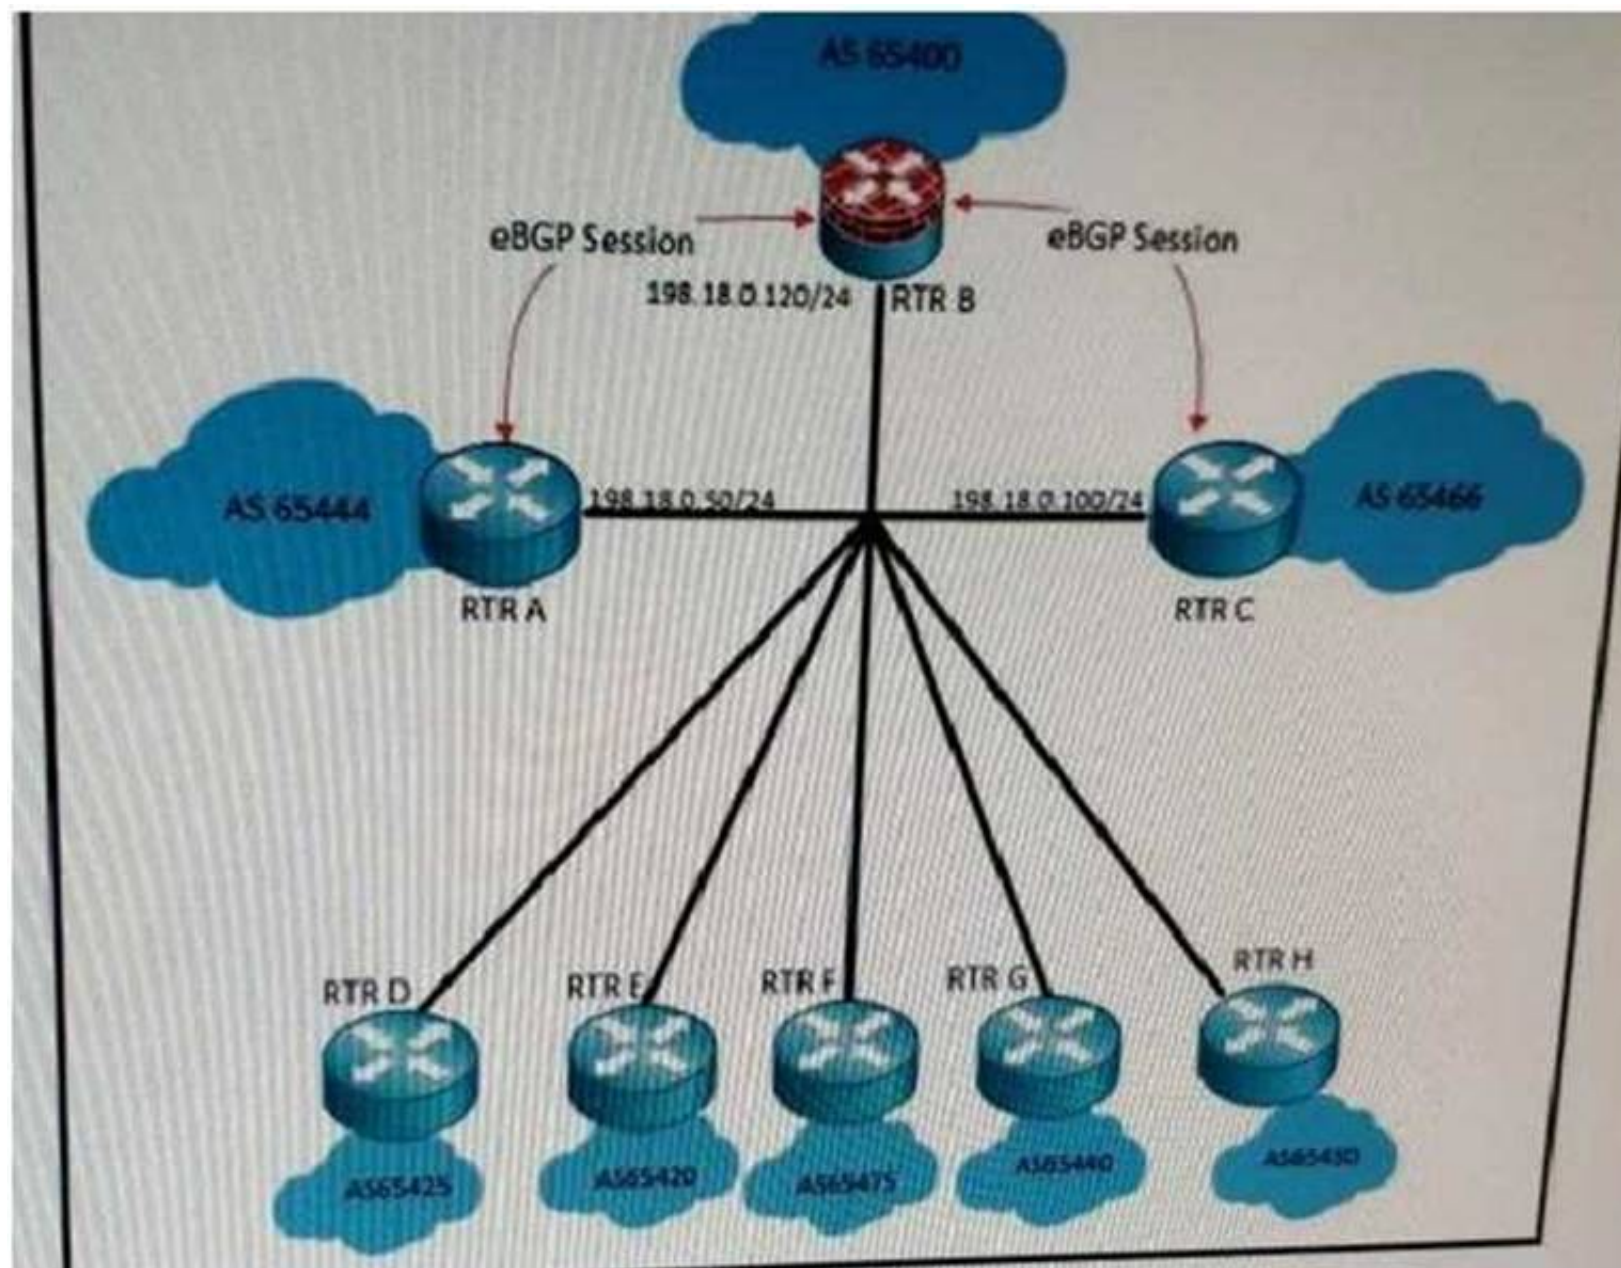 AS 65400
eBGP Session
eBGP Session
198.18.0.120/24
RTR B
AS 65444
198.18.0.50/24
198.18.0.100/24
AS 65466
RTR A
RTR C
RTR D
RTR E
RTR F
RTR G
RTR H
AS65425
AS65420
AS65475
AS65440